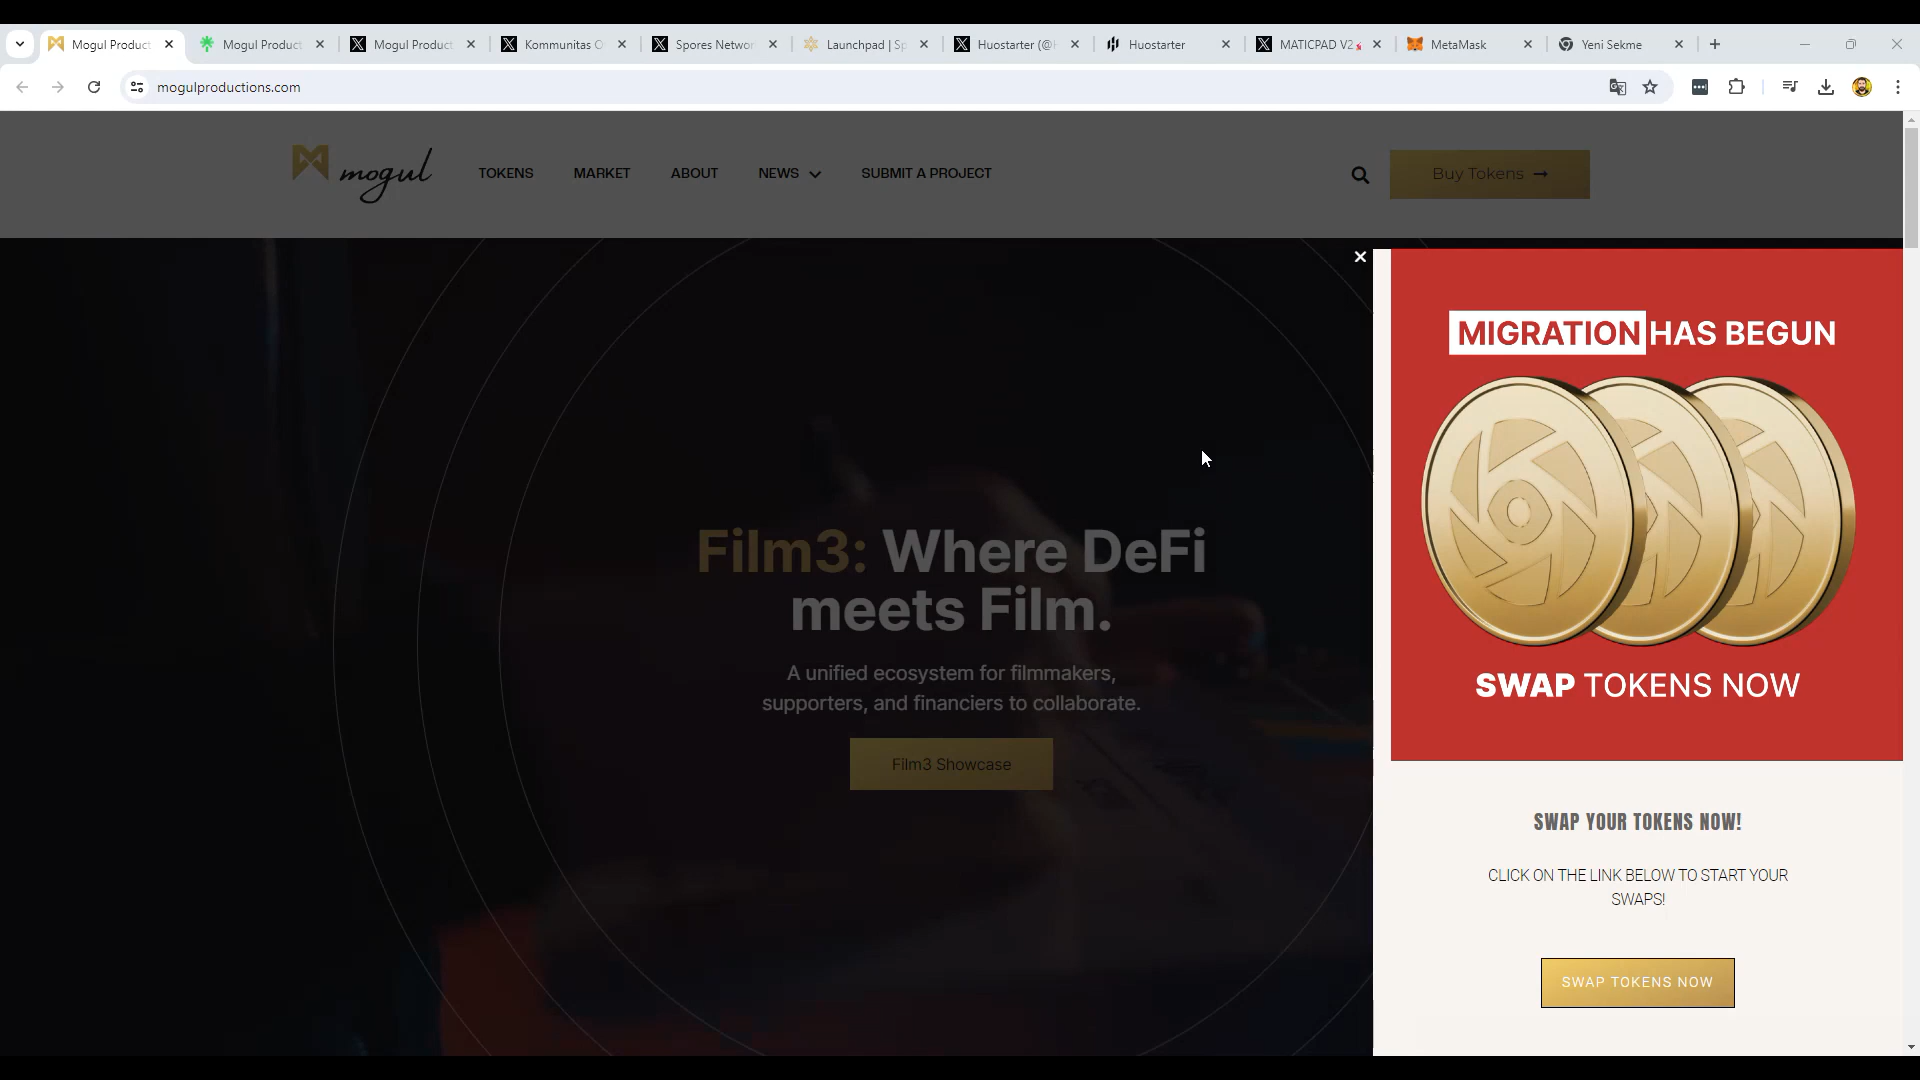 Mogul Product
Mogul Product
Mogul Product
Kommunitas O
Spores Networ
Launchpad | Sp
Huostarter (@H
Huostarter
MATICPAD V2
MetaMask
Yeni Sekme
mogulproductions.com
mogul
TOKENS
MARKET
ABOUT
NEWS
SUBMIT A PROJECT
Buy Tokens
MIGRATION HAS BEGUN
SWAP TOKENS NOW
Film3: Where DeFi
meets Film.
A unified ecosystem for filmmakers,
supporters, and financiers to collaborate.
Film3 Showcase
SWAP YOUR TOKENS NOW!
CLICK ON THE LINK BELOW TO START YOUR
SWAPS!
SWAP TOKENS NOW